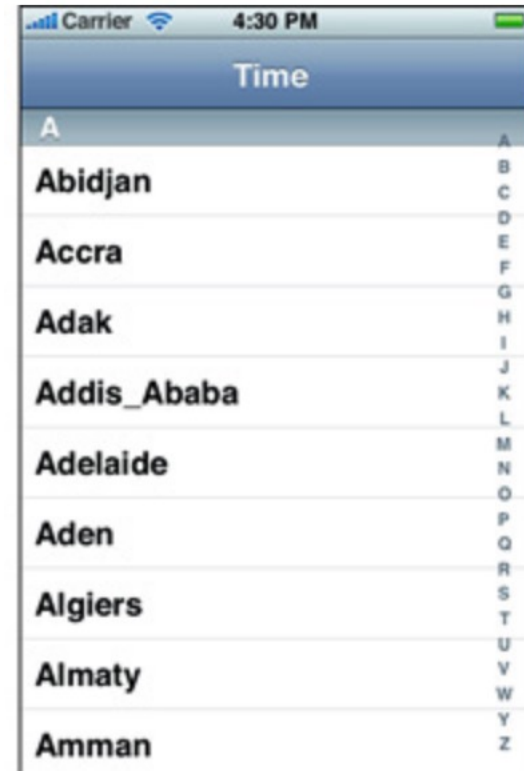 Carrier 4:30 PM
Time
A
Abidjan
Accra
Adak
Addis_Ababa
Adelaide
Aden
Algiers
Almaty
Amman
A
B
C
D
E
F
G
H
I
J
K
L
M
N
O
P
Q
R
S
T
U
V
W
Y
Z